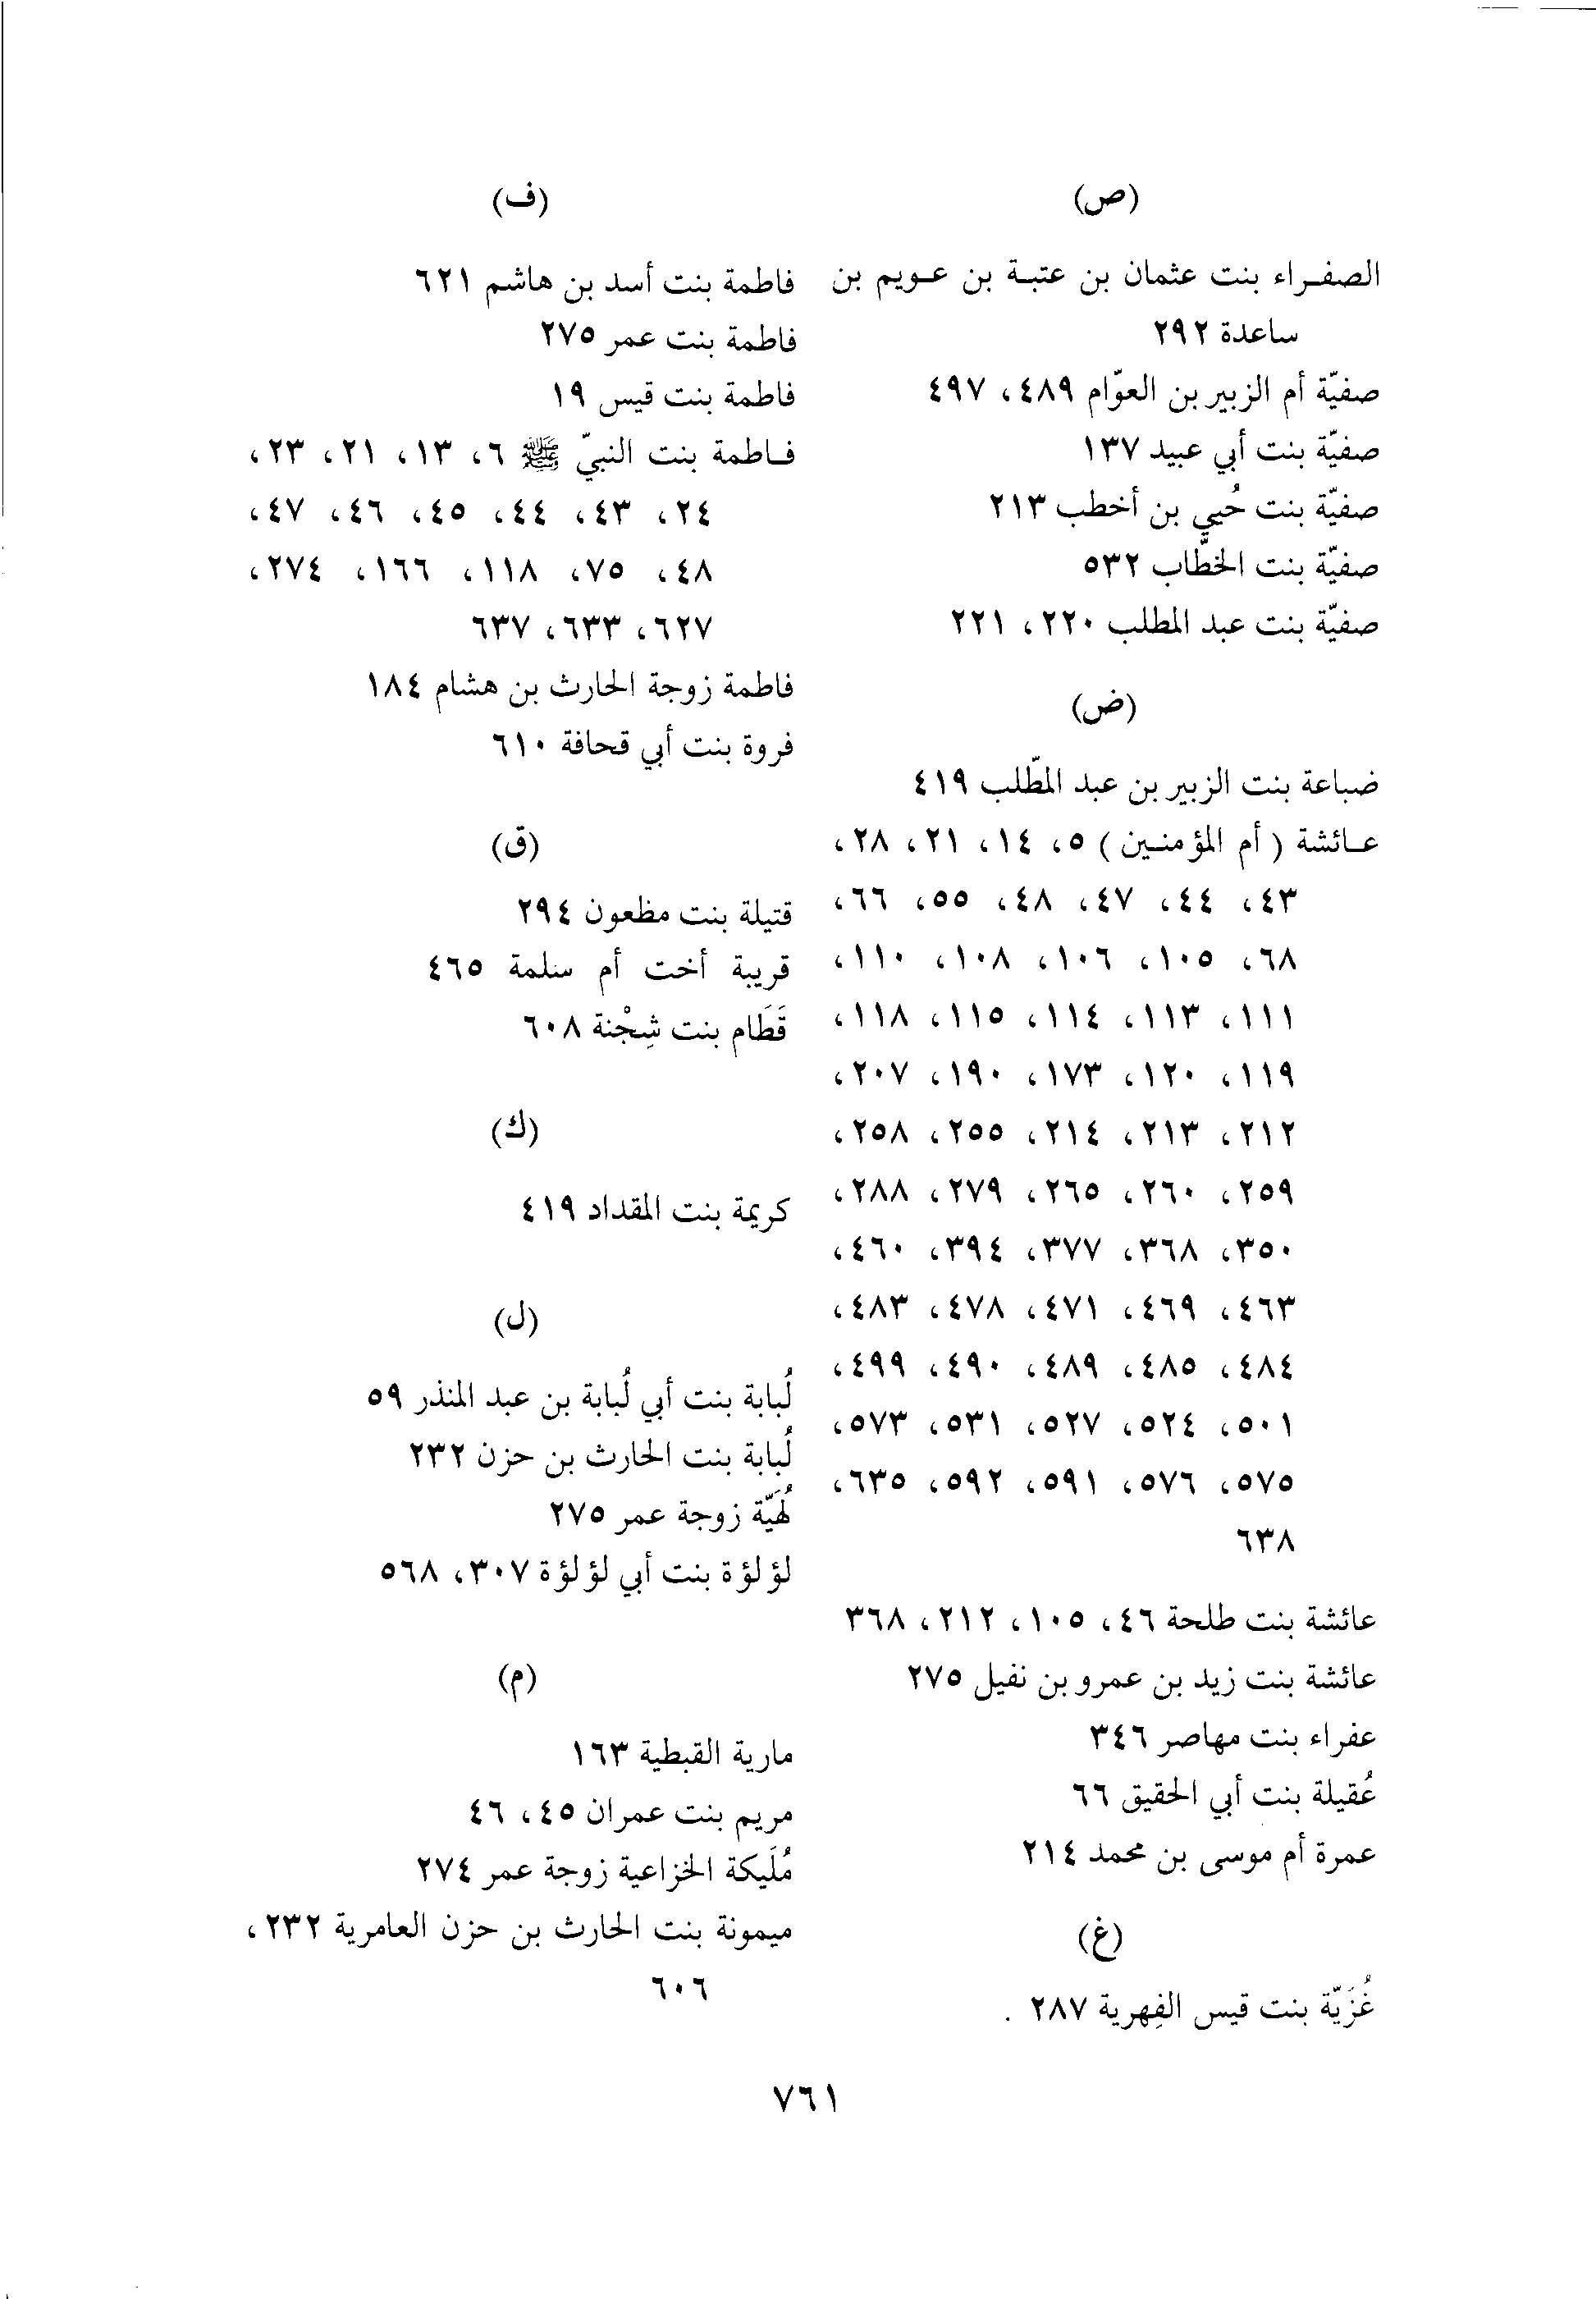 (ص)
الصفـراء بنت عثمان بن عتبـة بن عـويم بن
ساعدة ٢٩٢
صفيّة أم الزبير بن العوّام ٤٨٩، ٤٩٧
صفيّة بنت أبي عبيد ١٣٧
صفيّة بنت حُيي بن أخطب ٢١٣
صفيّة بنت الخطّاب ٥٣٢
صفيّة بنت عبد المطلب ٢٢٠، ٢٢١
(ض)
ضباعة بنت الزبير بن عبد المطّلب ٤١٩
عـائشة (أم المؤمنـين) ٥، ١٤، ٢١، ٢٨،
٤٣، ٤٤، ٤٧، ٤٨، ٥٥، ٦٦،
٦٨، ١٠٥، ١٠٦، ١٠٨، ١١٠،
١١١، ١١٣، ١١٤، ١١٥، ١١٨،
١١٩، ١٢٠، ١٧٣، ١٩٠، ٢٠٧،
٢١٢، ٢١٣، ٢١٤، ٢٥٥، ٢٥٨،
٢٥٩، ٢٦٠، ٢٦٥، ٢٧٩، ٢٨٨،
٣٥٠، ٣٦٨، ٣٧٧، ٣٩٤، ٤٦٠،
٤٦٣، ٤٦٩، ٤٧١، ٤٧٨، ٤٨٣،
٤٨٤، ٤٨٥، ٤٨٩، ٤٩٠، ٤٩٩،
٥٠١، ٥٢٤، ٥٢٧، ٥٣١، ٥٧٣،
٥٧٥، ٥٧٦، ٥٩١، ٥٩٢، ٦٣٥،
٦٣٨
عائشة بنت طلحة ٤٦، ١٠٥، ٢١٢، ٣٦٨
عائشة بنت زيد بن عمرو بن نفيل ٢٧٥
عفراء بنت مهاصر ٣٤٦
عُقيلة بنت أبي الحقيق ٦٦
عمرة أم موسى بن محمد ٢١٤
(غ)
غُزَيّة بنت قيس الفِهرية ٢٨٧ .
(ف)
فاطمة بنت أسد بن هاشم ٦٢١
فاطمة بنت عمر ٢٧٥
فاطمة بنت قيس ١٩
فـاطمة بنت النبيّ ﷺ ٦، ١٣، ٢١، ٢٣،
٢٤، ٤٣، ٤٤، ٤٥، ٤٦، ٤٧،
٤٨، ٧٥، ١١٨، ١٦٦، ٢٧٤،
٦٢٧، ٦٣٣، ٦٣٧
فاطمة زوجة الحارث بن هشام ١٨٤
فروة بنت أبي قحافة ٦١٠
(ق)
قتيلة بنت مظعون ٢٩٤
قريبة أخت أم سلمة ٤٦٥
قَطَام بنت شِجْنة ٦٠٨
(ك)
كريمة بنت المقداد ٤١٩
(ل)
لُبابة بنت أبي لُبابة بن عبد المنذر ٥٩
لُبابة بنت الحارث بن حزن ٢٣٢
لُهَيّة زوجة عمر ٢٧٥
لؤلؤة بنت أبي لؤلؤة ٣٠٧، ٥٦٨
(م)
مارية القبطية ١٦٣
مريم بنت عمران ٤٥، ٤٦
مُلَيكة الخزاعية زوجة عمر ٢٧٤
ميمونة بنت الحارث بن حزن العامرية ٢٣٢،
٦٠٦
٧٦١